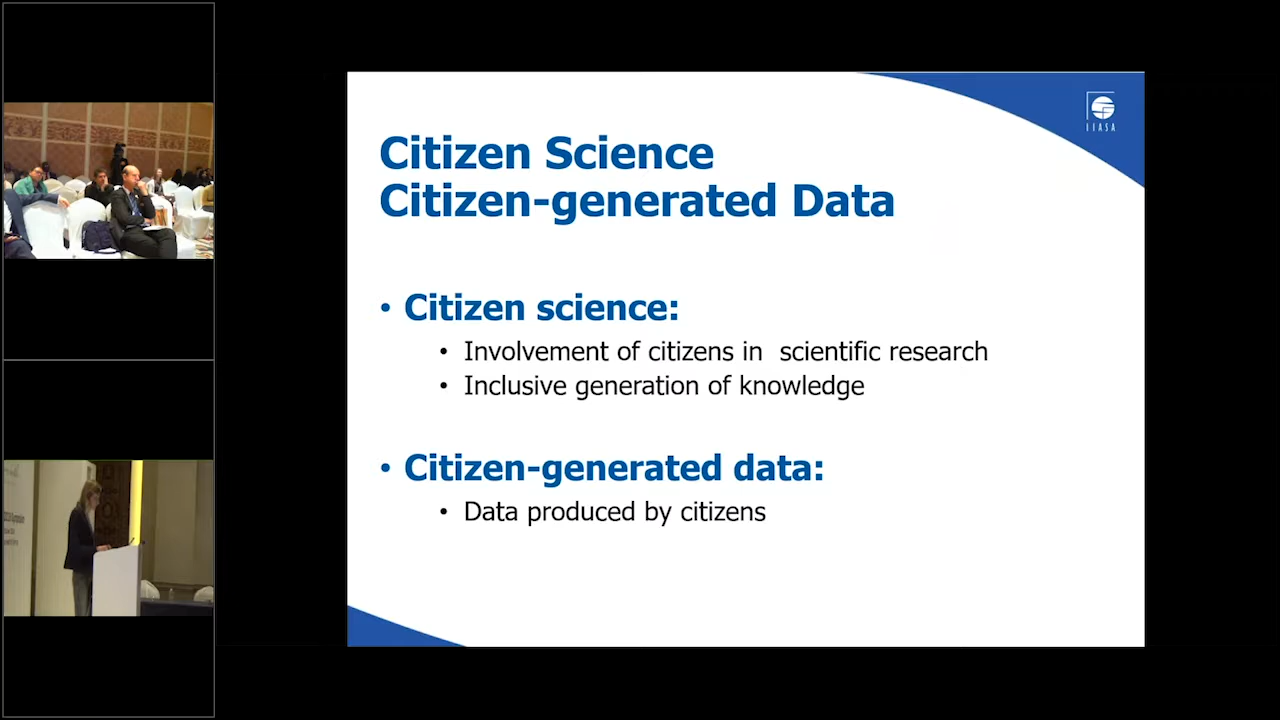 IIASA
Citizen Science
Citizen-generated Data
• Citizen science:
• Involvement of citizens in  scientific research
• Inclusive generation of knowledge
• Citizen-generated data:
• Data produced by citizens